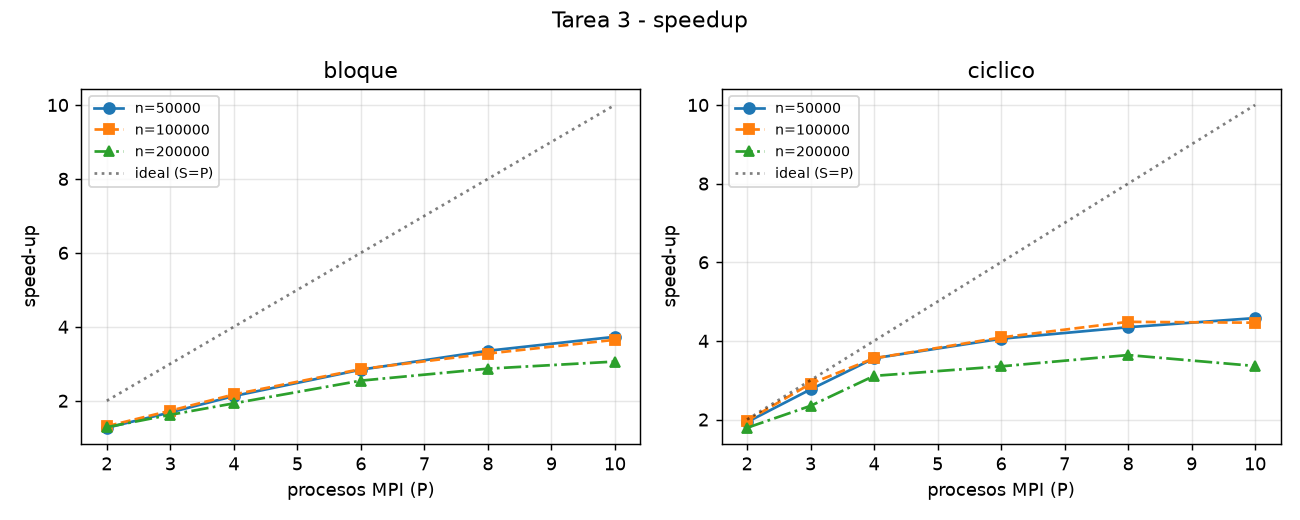 Tarea 3 - speedup
bloque
speed-up
10
8
6
4
2
n=50000
n=100000
n=200000
ideal (S=P)
2 3 4 5 6 7 8 9 10
procesos MPI (P)
ciclico
speed-up
10
8
6
4
2
n=50000
n=100000
n=200000
ideal (S=P)
2 3 4 5 6 7 8 9 10
procesos MPI (P)